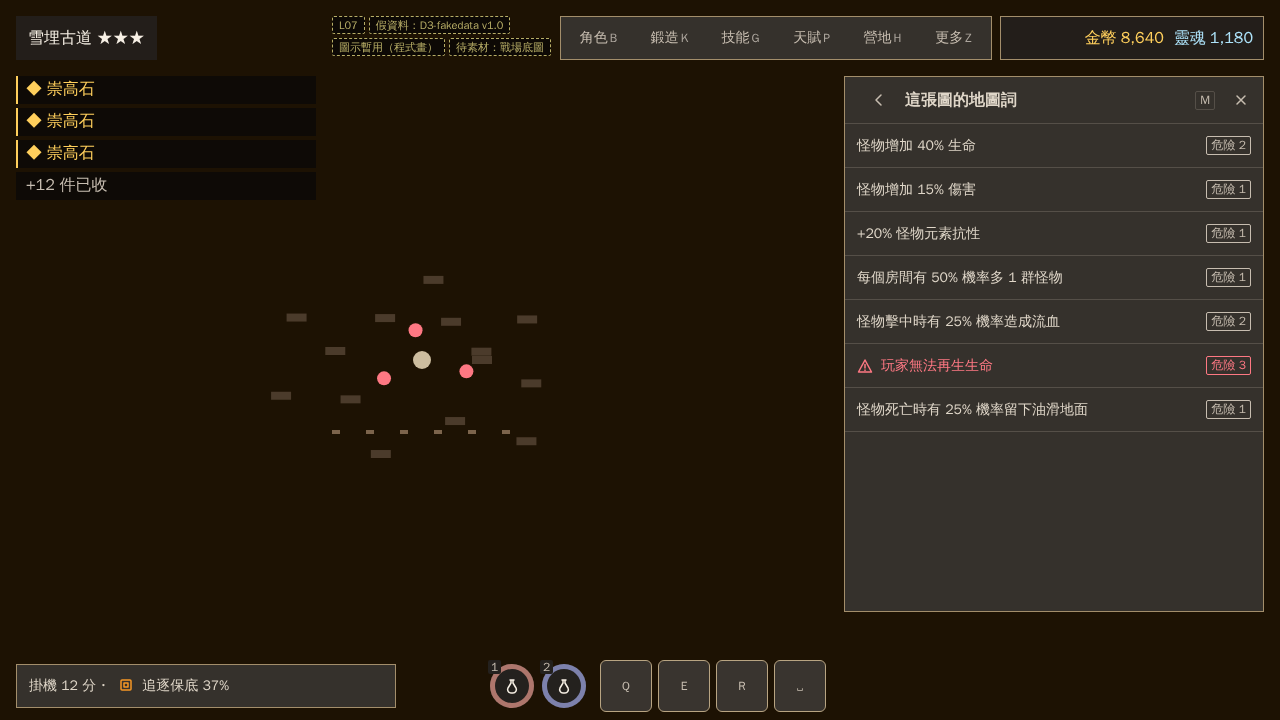 雪埋古道 ★★★
L07 假資料：D3-fakedata v1.0
圖示暫用（程式畫） 待素材：戰場底圖
角色B 鍛造K 技能G 天賦P 營地H 更多Z
金幣 8,640 靈魂 1,180
◆ 崇高石
◆ 崇高石
◆ 崇高石
+12 件已收
這張圖的地圖詞 M
怪物增加 40% 生命 危險 2
怪物增加 15% 傷害 危險 1
+20% 怪物元素抗性 危險 1
每個房間有 50% 機率多 1 群怪物 危險 1
怪物擊中時有 25% 機率造成流血 危險 2
玩家無法再生生命 危險 3
怪物死亡時有 25% 機率留下油滑地面 危險 1
掛機 12 分 · 追逐保底 37%
1 2 Q E R ⎵